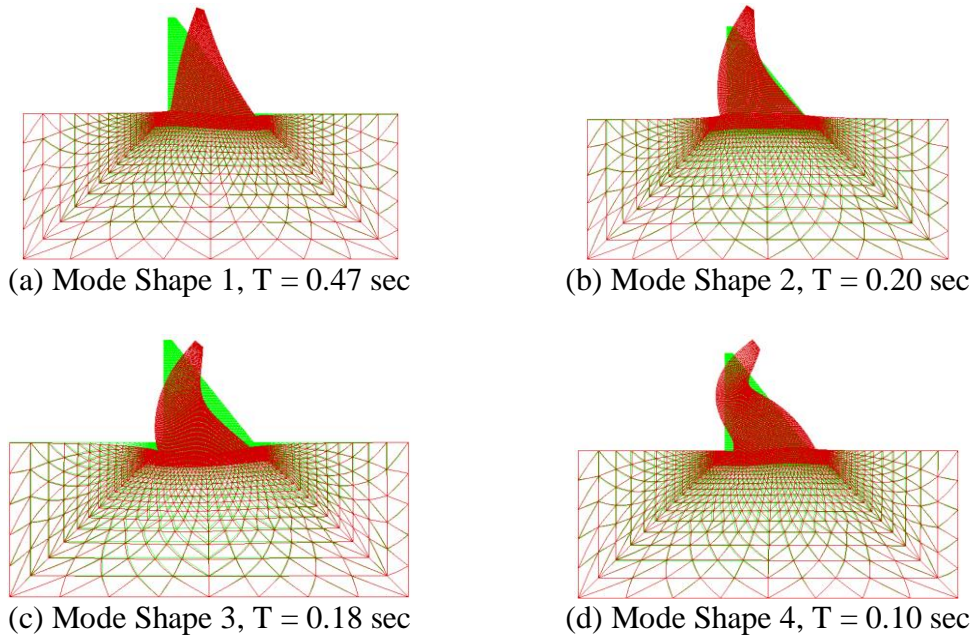 (a) Mode Shape 1, T = 0.47 sec
(b) Mode Shape 2, T = 0.20 sec
(c) Mode Shape 3, T = 0.18 sec
(d) Mode Shape 4, T = 0.10 sec